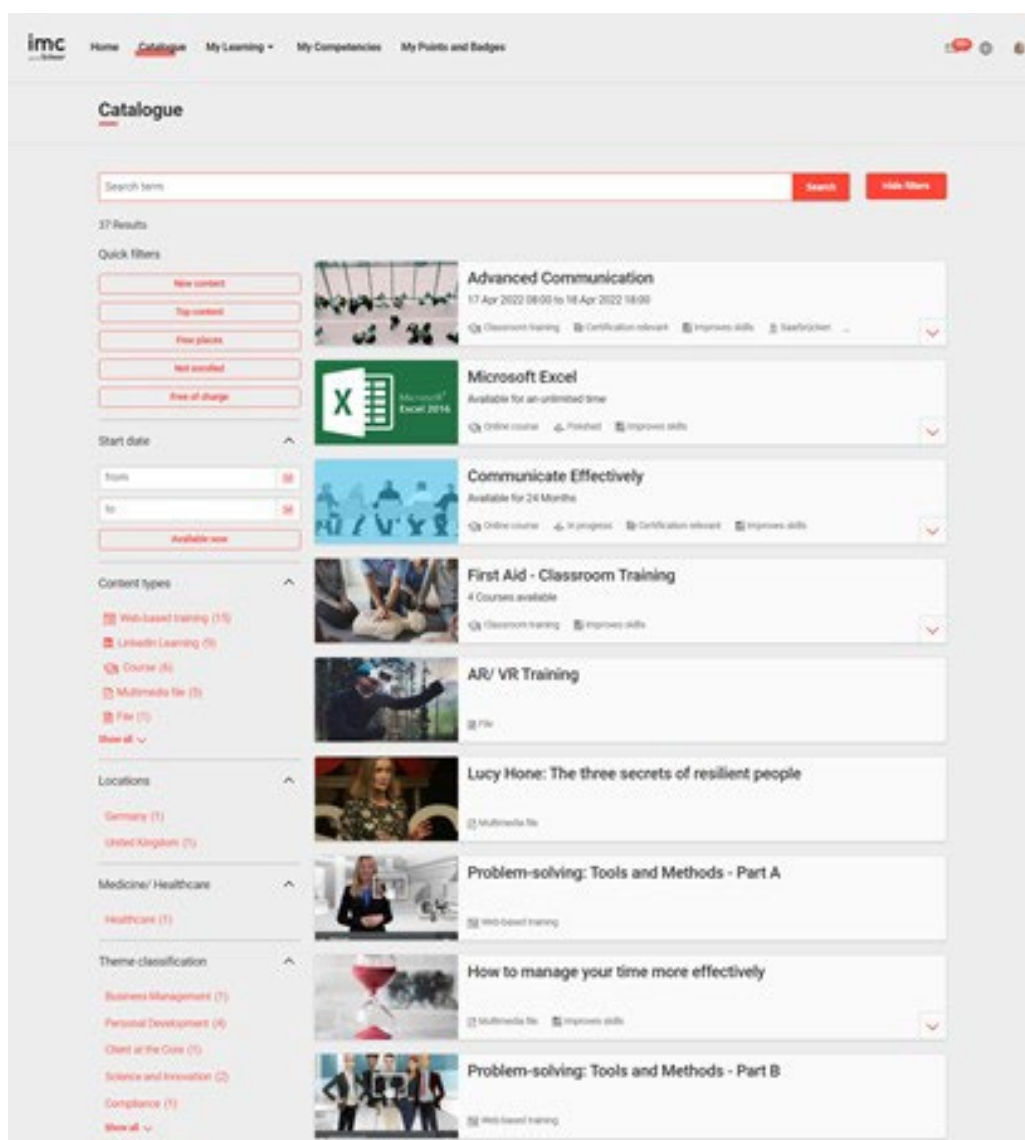 imc
Home Catalogue My Learning My Competencies My Points and Badges
Catalogue
Search term
Search
Hide filters
37 Results
Quick filters
New content
Top content
Free places
Not enrolled
Free of charge
Start date
from
to
Available now
Content types
Web-based training (15)
LinkedIn Learning (9)
Course (6)
Multimedia file (5)
File (1)
Show all
Locations
Germany (1)
United Kingdom (1)
Medicine/ Healthcare
Healthcare (1)
Theme classification
Business Management (1)
Personal Development (4)
Client at the Core (1)
Science and Innovation (2)
Compliance (1)
Show all
Advanced Communication
17 Apr 2022 08:00 to 18 Apr 2022 18:00
Classroom training Certification relevant Improves skills Saarbrücken ...
Microsoft
Excel 2016
Microsoft Excel
Available for an unlimited time
Online course Finished Improves skills
Communicate Effectively
Available for 24 Months
Online course In progress Certification relevant Improves skills
First Aid - Classroom Training
4 Courses available
Classroom training Improves skills
AR/ VR Training
File
Lucy Hone: The three secrets of resilient people
Multimedia file
Problem-solving: Tools and Methods - Part A
Web-based training
How to manage your time more effectively
Multimedia file Improves skills
Problem-solving: Tools and Methods - Part B
Web-based training